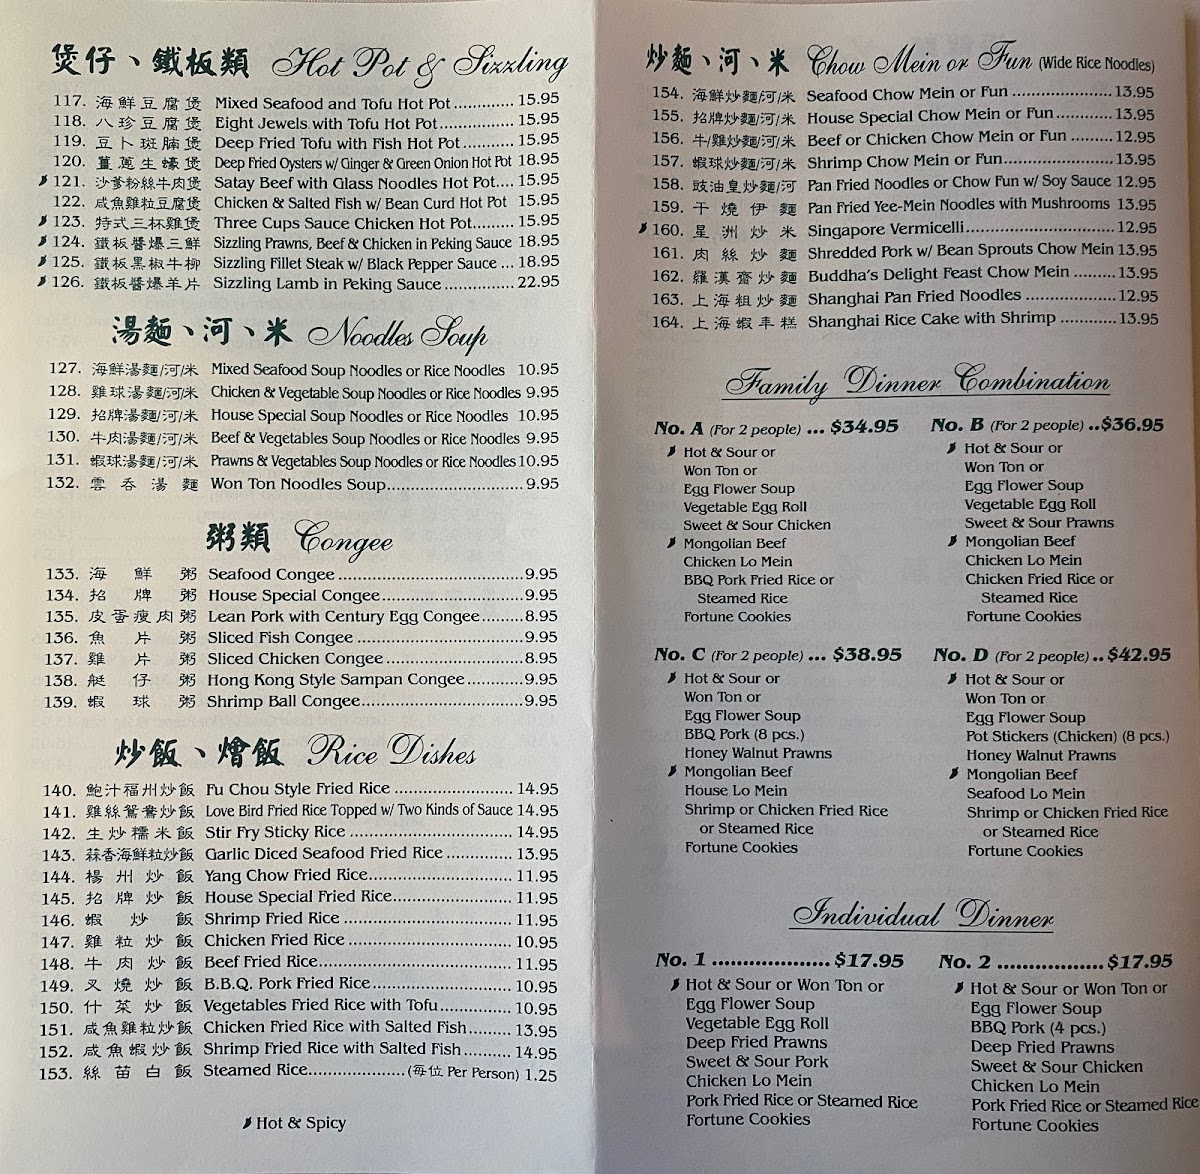 煲仔、鐵板類 Hot Pot & Sizzling
117. 海鮮豆腐煲 Mixed Seafood and Tofu Hot Pot............. 15.95
118. 八珍豆腐煲 Eight Jewels with Tofu Hot Pot................ 15.95
119. 豆卜斑腩煲 Deep Fried Tofu with Fish Hot Pot........... 15.95
120. 薑蔥生蠔煲 Deep Fried Oysters w/ Ginger & Green Onion Hot Pot 18.95
121. 沙爹粉絲牛肉煲 Satay Beef with Glass Noodles Hot Pot.... 15.95
122. 咸魚雞粒豆腐煲 Chicken & Salted Fish w/ Bean Curd Hot Pot 15.95
123. 特式三杯雞煲 Three Cups Sauce Chicken Hot Pot......... 15.95
124. 鐵板醬爆三鮮 Sizzling Prawns, Beef & Chicken in Peking Sauce 18.95
125. 鐵板黑椒牛柳 Sizzling Fillet Steak w/ Black Pepper Sauce ... 18.95
126. 鐵板醬爆羊片 Sizzling Lamb in Peking Sauce ............... 22.95
湯麵、河、米 Noodles Soup
127. 海鮮湯麵/河/米 Mixed Seafood Soup Noodles or Rice Noodles 10.95
128. 雞球湯麵/河/米 Chicken & Vegetable Soup Noodles or Rice Noodles 9.95
129. 招牌湯麵/河/米 House Special Soup Noodles or Rice Noodles 10.95
130. 牛肉湯麵/河/米 Beef & Vegetables Soup Noodles or Rice Noodles 9.95
131. 蝦球湯麵/河/米 Prawns & Vegetables Soup Noodles or Rice Noodles 10.95
132. 雲吞湯麵 Won Ton Noodles Soup................................ 9.95
粥類 Congee
133. 海鮮粥 Seafood Congee ........................................ 9.95
134. 招牌粥 House Special Congee............................... 9.95
135. 皮蛋瘦肉粥 Lean Pork with Century Egg Congee......... 8.95
136. 魚片粥 Sliced Fish Congee .................................... 9.95
137. 雞片粥 Sliced Chicken Congee .............................. 8.95
138. 艇仔粥 Hong Kong Style Sampan Congee............ 9.95
139. 蝦球粥 Shrimp Ball Congee................................... 9.95
炒飯、燴飯 Rice Dishes
140. 鮑汁福州炒飯 Fu Chou Style Fried Rice ........................ 14.95
141. 雞絲鴛鴦炒飯 Love Bird Fried Rice Topped w/ Two Kinds of Sauce 14.95
142. 生炒糯米飯 Stir Fry Sticky Rice ................................. 14.95
143. 蒜香海鮮粒炒飯 Garlic Diced Seafood Fried Rice ............. 13.95
144. 楊州炒飯 Yang Chow Fried Rice............................. 11.95
145. 招牌炒飯 House Special Fried Rice........................ 11.95
146. 蝦炒飯 Shrimp Fried Rice .................................. 11.95
147. 雞粒炒飯 Chicken Fried Rice ................................. 10.95
148. 牛肉炒飯 Beef Fried Rice....................................... 11.95
149. 叉燒炒飯 B.B.Q. Pork Fried Rice............................ 10.95
150. 什菜炒飯 Vegetables Fried Rice with Tofu.............. 10.95
151. 咸魚雞粒炒飯 Chicken Fried Rice with Salted Fish......... 13.95
152. 咸魚蝦炒飯 Shrimp Fried Rice with Salted Fish.......... 14.95
153. 絲苗白飯 Steamed Rice....................(每位 Per Person) 1.25
Hot & Spicy
炒麵、河、米 Chow Mein or Fun (Wide Rice Noodles)
154. 海鮮炒麵/河/米 Seafood Chow Mein or Fun ..................... 13.95
155. 招牌炒麵/河/米 House Special Chow Mein or Fun............ 13.95
156. 牛/雞炒麵/河/米 Beef or Chicken Chow Mein or Fun ......... 12.95
157. 蝦球炒麵/河/米 Shrimp Chow Mein or Fun....................... 13.95
158. 豉油皇炒麵/河 Pan Fried Noodles or Chow Fun w/ Soy Sauce 12.95
159. 干燒伊麵 Pan Fried Yee-Mein Noodles with Mushrooms 13.95
160. 星洲炒米 Singapore Vermicelli............................... 12.95
161. 肉絲炒麵 Shredded Pork w/ Bean Sprouts Chow Mein 13.95
162. 羅漢齋炒麵 Buddha's Delight Feast Chow Mein ......... 13.95
163. 上海粗炒麵 Shanghai Pan Fried Noodles ................... 12.95
164. 上海蝦年糕 Shanghai Rice Cake with Shrimp ............ 13.95
Family Dinner Combination
No. A (For 2 people) ... $34.95
Hot & Sour or
Won Ton or
Egg Flower Soup
Vegetable Egg Roll
Sweet & Sour Chicken
Mongolian Beef
Chicken Lo Mein
BBQ Pork Fried Rice or
Steamed Rice
Fortune Cookies
No. B (For 2 people) ..$36.95
Hot & Sour or
Won Ton or
Egg Flower Soup
Vegetable Egg Roll
Sweet & Sour Prawns
Mongolian Beef
Chicken Lo Mein
Chicken Fried Rice or
Steamed Rice
Fortune Cookies
No. C (For 2 people) ... $38.95
Hot & Sour or
Won Ton or
Egg Flower Soup
BBQ Pork (8 pcs.)
Honey Walnut Prawns
Mongolian Beef
House Lo Mein
Shrimp or Chicken Fried Rice
or Steamed Rice
Fortune Cookies
No. D (For 2 people) .. $42.95
Hot & Sour or
Won Ton or
Egg Flower Soup
Pot Stickers (Chicken) (8 pcs.)
Honey Walnut Prawns
Mongolian Beef
Seafood Lo Mein
Shrimp or Chicken Fried Rice
or Steamed Rice
Fortune Cookies
Individual Dinner
No. 1 .................... $17.95
Hot & Sour or Won Ton or
Egg Flower Soup
Vegetable Egg Roll
Deep Fried Prawns
Sweet & Sour Pork
Chicken Lo Mein
Pork Fried Rice or Steamed Rice
Fortune Cookies
No. 2 .................. $17.95
Hot & Sour or Won Ton or
Egg Flower Soup
BBQ Pork (4 pcs.)
Deep Fried Prawns
Sweet & Sour Chicken
Chicken Lo Mein
Pork Fried Rice or Steamed Rice
Fortune Cookies